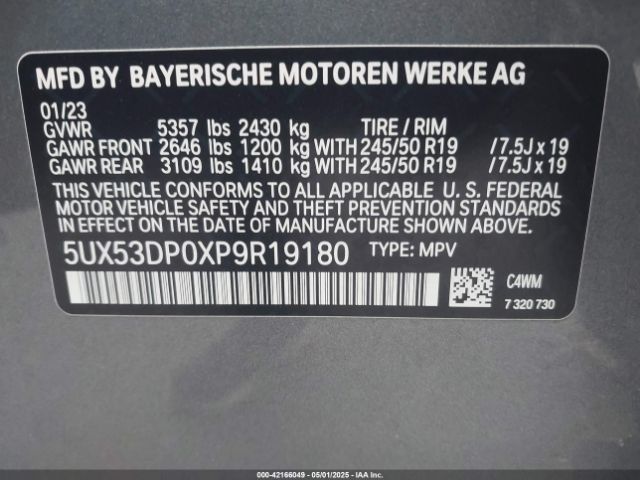 MFD BY BAYERISCHE MOTOREN WERKE AG
01/23
GVWR 5357 lbs 2430 kg TIRE / RIM
GAWR FRONT 2646 lbs 1200 kg WITH 245/50 R19 /7.5J x 19
GAWR REAR 3109 lbs 1410 kg WITH 245/50 R19 /7.5J x 19
THIS VEHICLE CONFORMS TO ALL APPLICABLE U. S. FEDERAL
MOTOR VEHICLE SAFETY AND THEFT PREVENTION STANDARDS
IN EFFECT ON THE DATE OF MANUFACTURE SHOWN ABOVE.
5UX53DP0XP9R19180 TYPE: MPV
C4WM
7 320 730
000-42166049 - 05/01/2025 - IAAI.COM